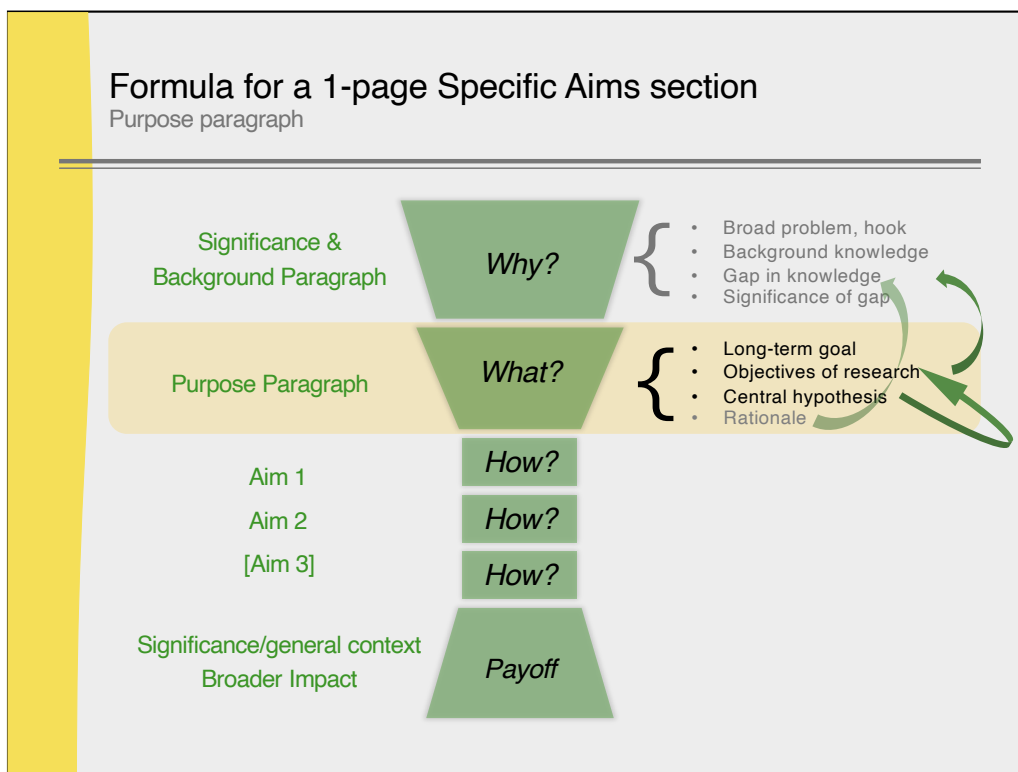 Formula for a 1-page Specific Aims section
Purpose paragraph
Significance &
Background Paragraph
Why?
{
• Broad problem, hook
• Background knowledge
• Gap in knowledge
• Significance of gap
Purpose Paragraph
What?
{
• Long-term goal
• Objectives of research
• Central hypothesis
• Rationale
Aim 1
How?
Aim 2
How?
[Aim 3]
How?
Significance/general context
Broader Impact
Payoff